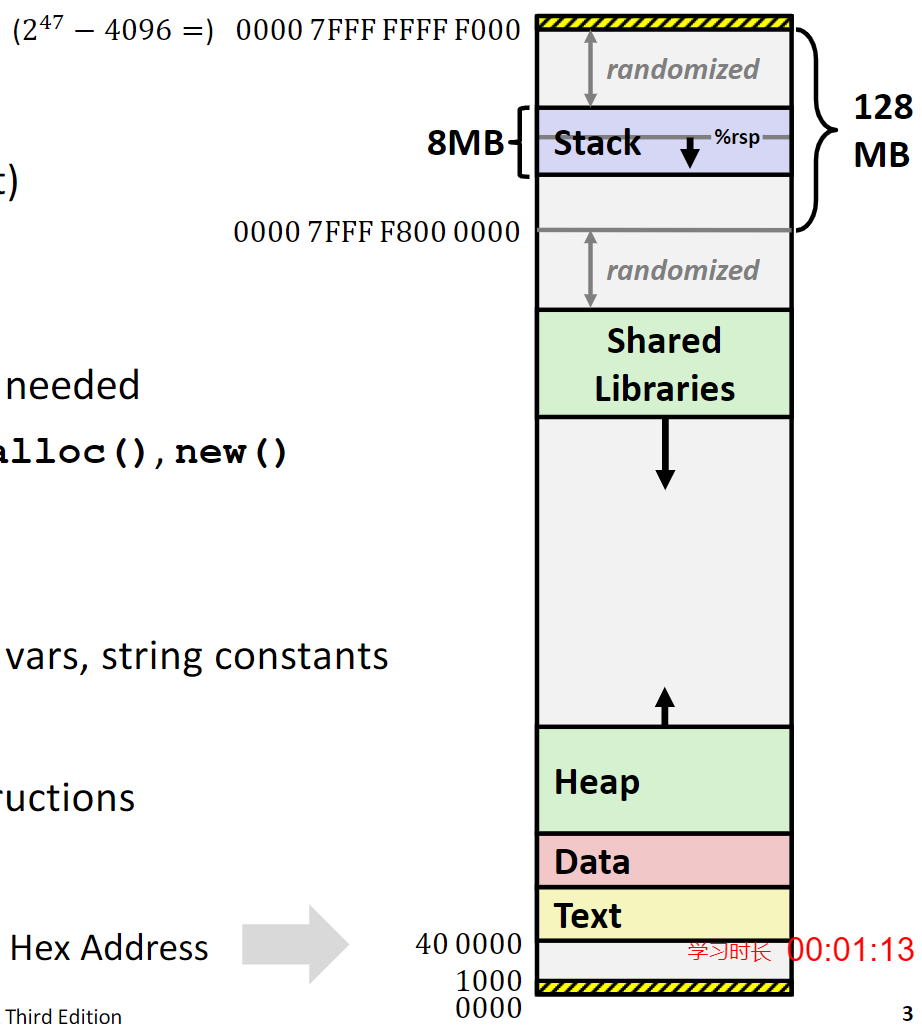 (2⁴⁷ − 4096 =) 0000 7FFF FFFF F000
randomized
128
MB
8MB
Stack
%rsp
t)
0000 7FFF F800 0000
randomized
Shared
Libraries
needed
alloc(), new()
vars, string constants
Heap
ructions
Data
Text
Hex Address
40 0000
学习时长 00:01:13
1000
0000
Third Edition
3